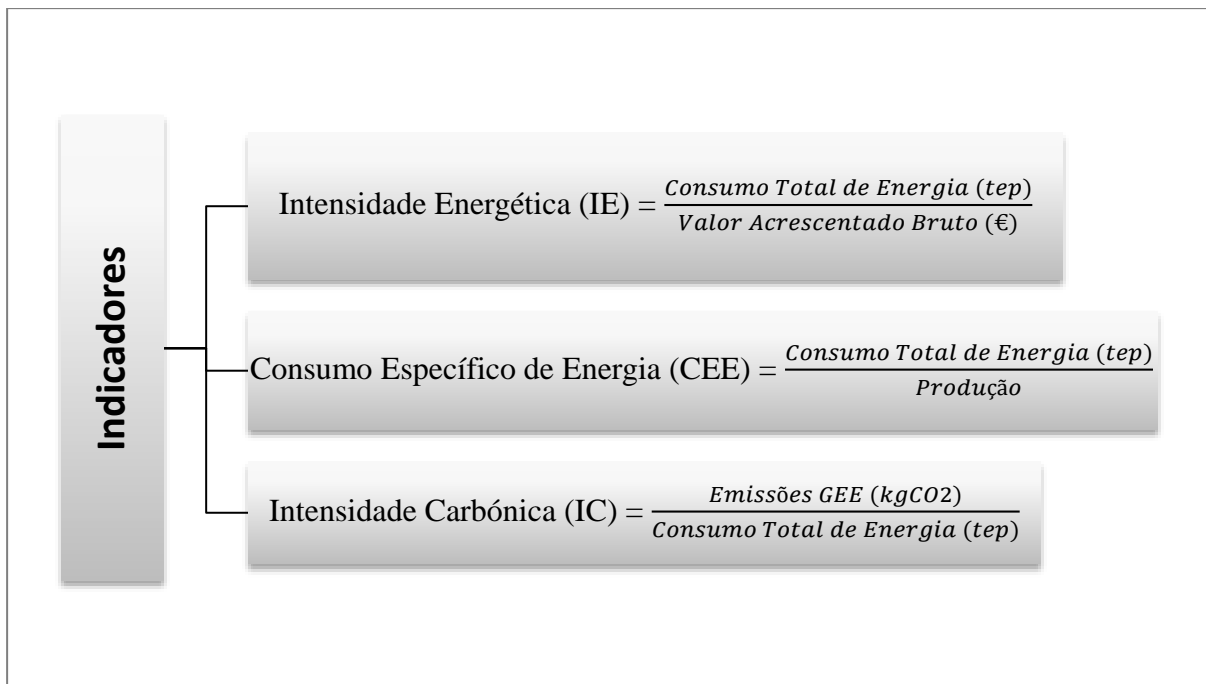 Indicadores
Intensidade Energética (IE) = Consumo Total de Energia (tep) / Valor Acrescentado Bruto (€)
Consumo Específico de Energia (CEE) = Consumo Total de Energia (tep) / Produção
Intensidade Carbónica (IC) = Emissões GEE (kgCO2) / Consumo Total de Energia (tep)